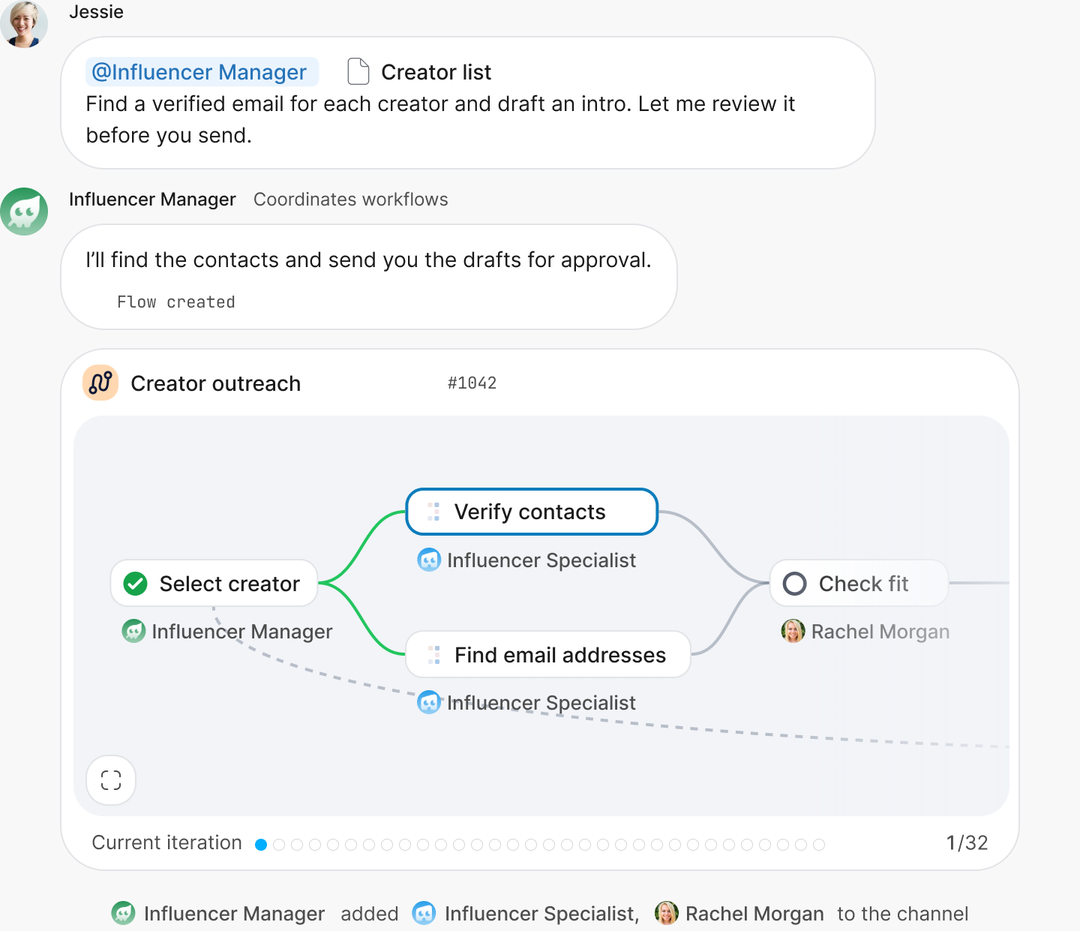 Jessie
@Influencer Manager Creator list
Find a verified email for each creator and draft an intro. Let me review it
before you send.
Influencer Manager Coordinates workflows
I’ll find the contacts and send you the drafts for approval.
Flow created
Creator outreach #1042
Verify contacts
Influencer Specialist
Select creator
Influencer Manager
Check fit
Rachel Morgan
Find email addresses
Influencer Specialist
Current iteration 1/32
Influencer Manager added Influencer Specialist, Rachel Morgan to the channel